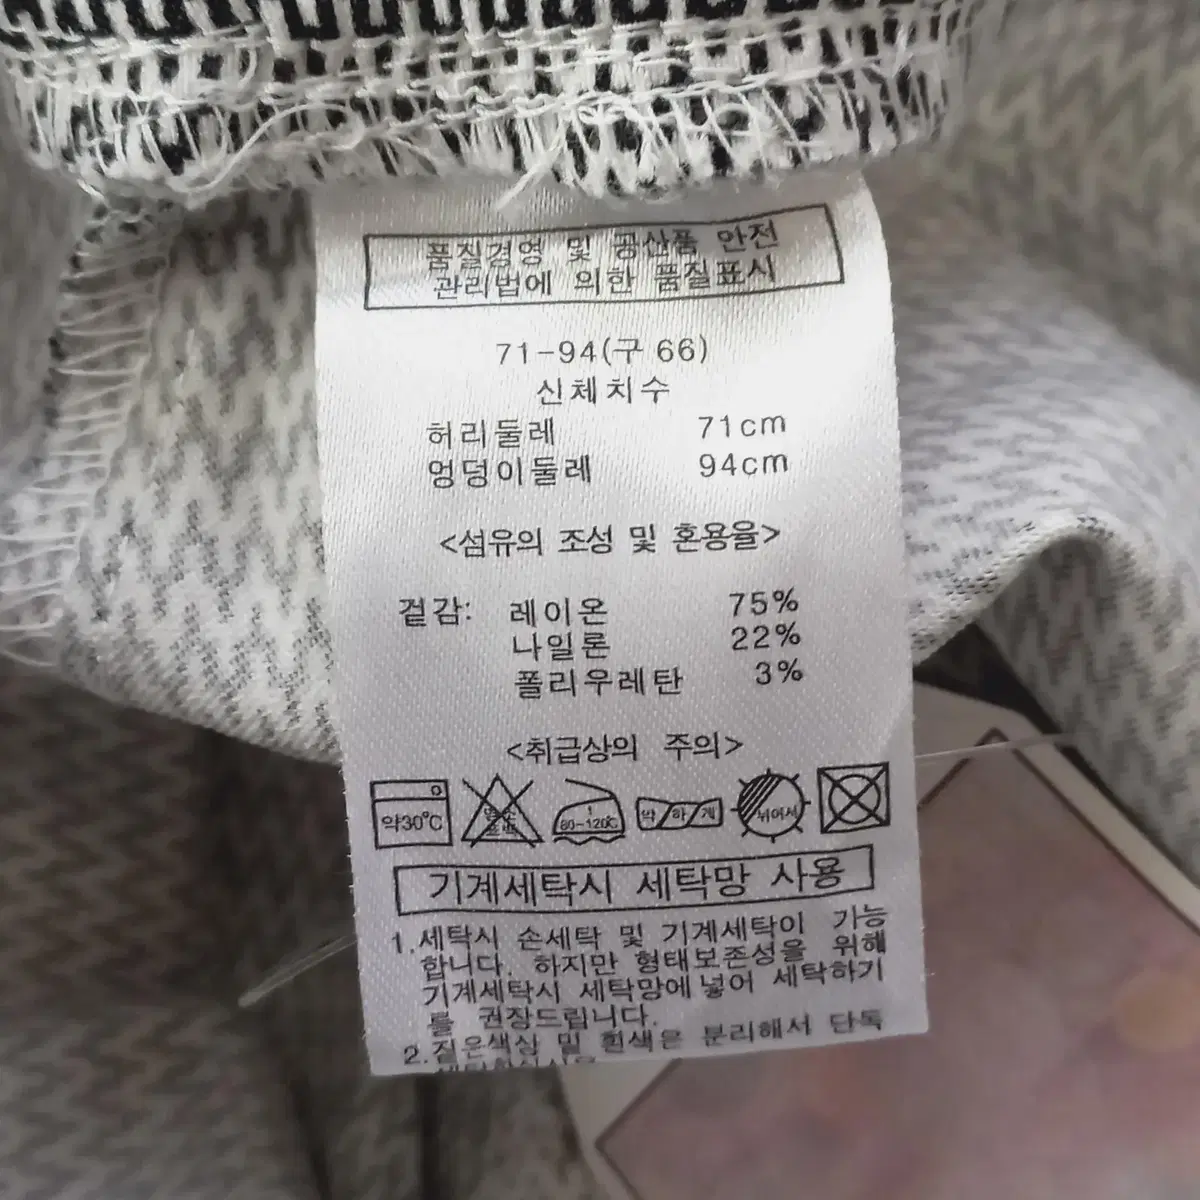 품질경영 및 공산품 안전
관리법에 의한 품질표시
71-94(구 66)
신체치수
허리둘레 71cm
엉덩이둘레 94cm
<섬유의 조성 및 혼용율>
겉감: 레이온 75%
나일론 22%
폴리우레탄 3%
<취급상의 주의>
약30℃ 염소 표백 1 80-120℃ 약하게 뉘어서
기계세탁시 세탁망 사용
1.세탁시 손세탁 및 기계세탁이 가능
합니다. 하지만 형태보존성을 위해
기계세탁시 세탁망에넣어 세탁하기
를 권장드립니다.
2.짙은색상 및 흰색은 분리해서 단독